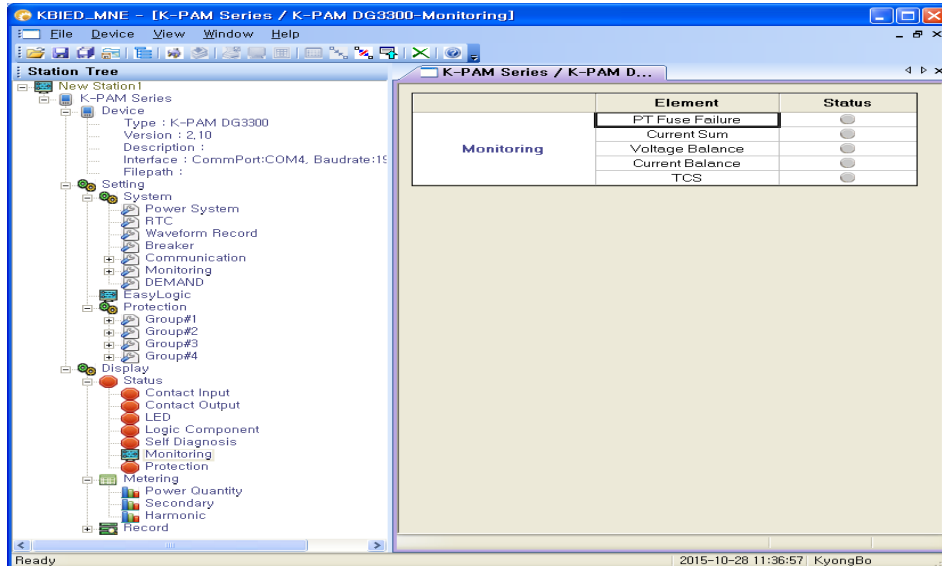 KBIED_MNE - [K-PAM Series / K-PAM DG3300-Monitoring]
File Device View Window Help
Station Tree
New Station1
K-PAM Series
Device
Type : K-PAM DG3300
Version : 2,10
Description :
Interface : CommPort:COM4, Baudrate:19
Filepath :
Setting
System
Power System
RTC
Waveform Record
Breaker
Communication
Monitoring
DEMAND
EasyLogic
Protection
Group#1
Group#2
Group#3
Group#4
Display
Status
Contact Input
Contact Output
LED
Logic Component
Self Diagnosis
Monitoring
Protection
Metering
Power Quantity
Secondary
Harmonic
Record
K-PAM Series / K-PAM D...
Element Status
Monitoring
PT Fuse Failure
Current Sum
Voltage Balance
Current Balance
TCS
Ready 2015-10-28 11:36:57 KyongBo